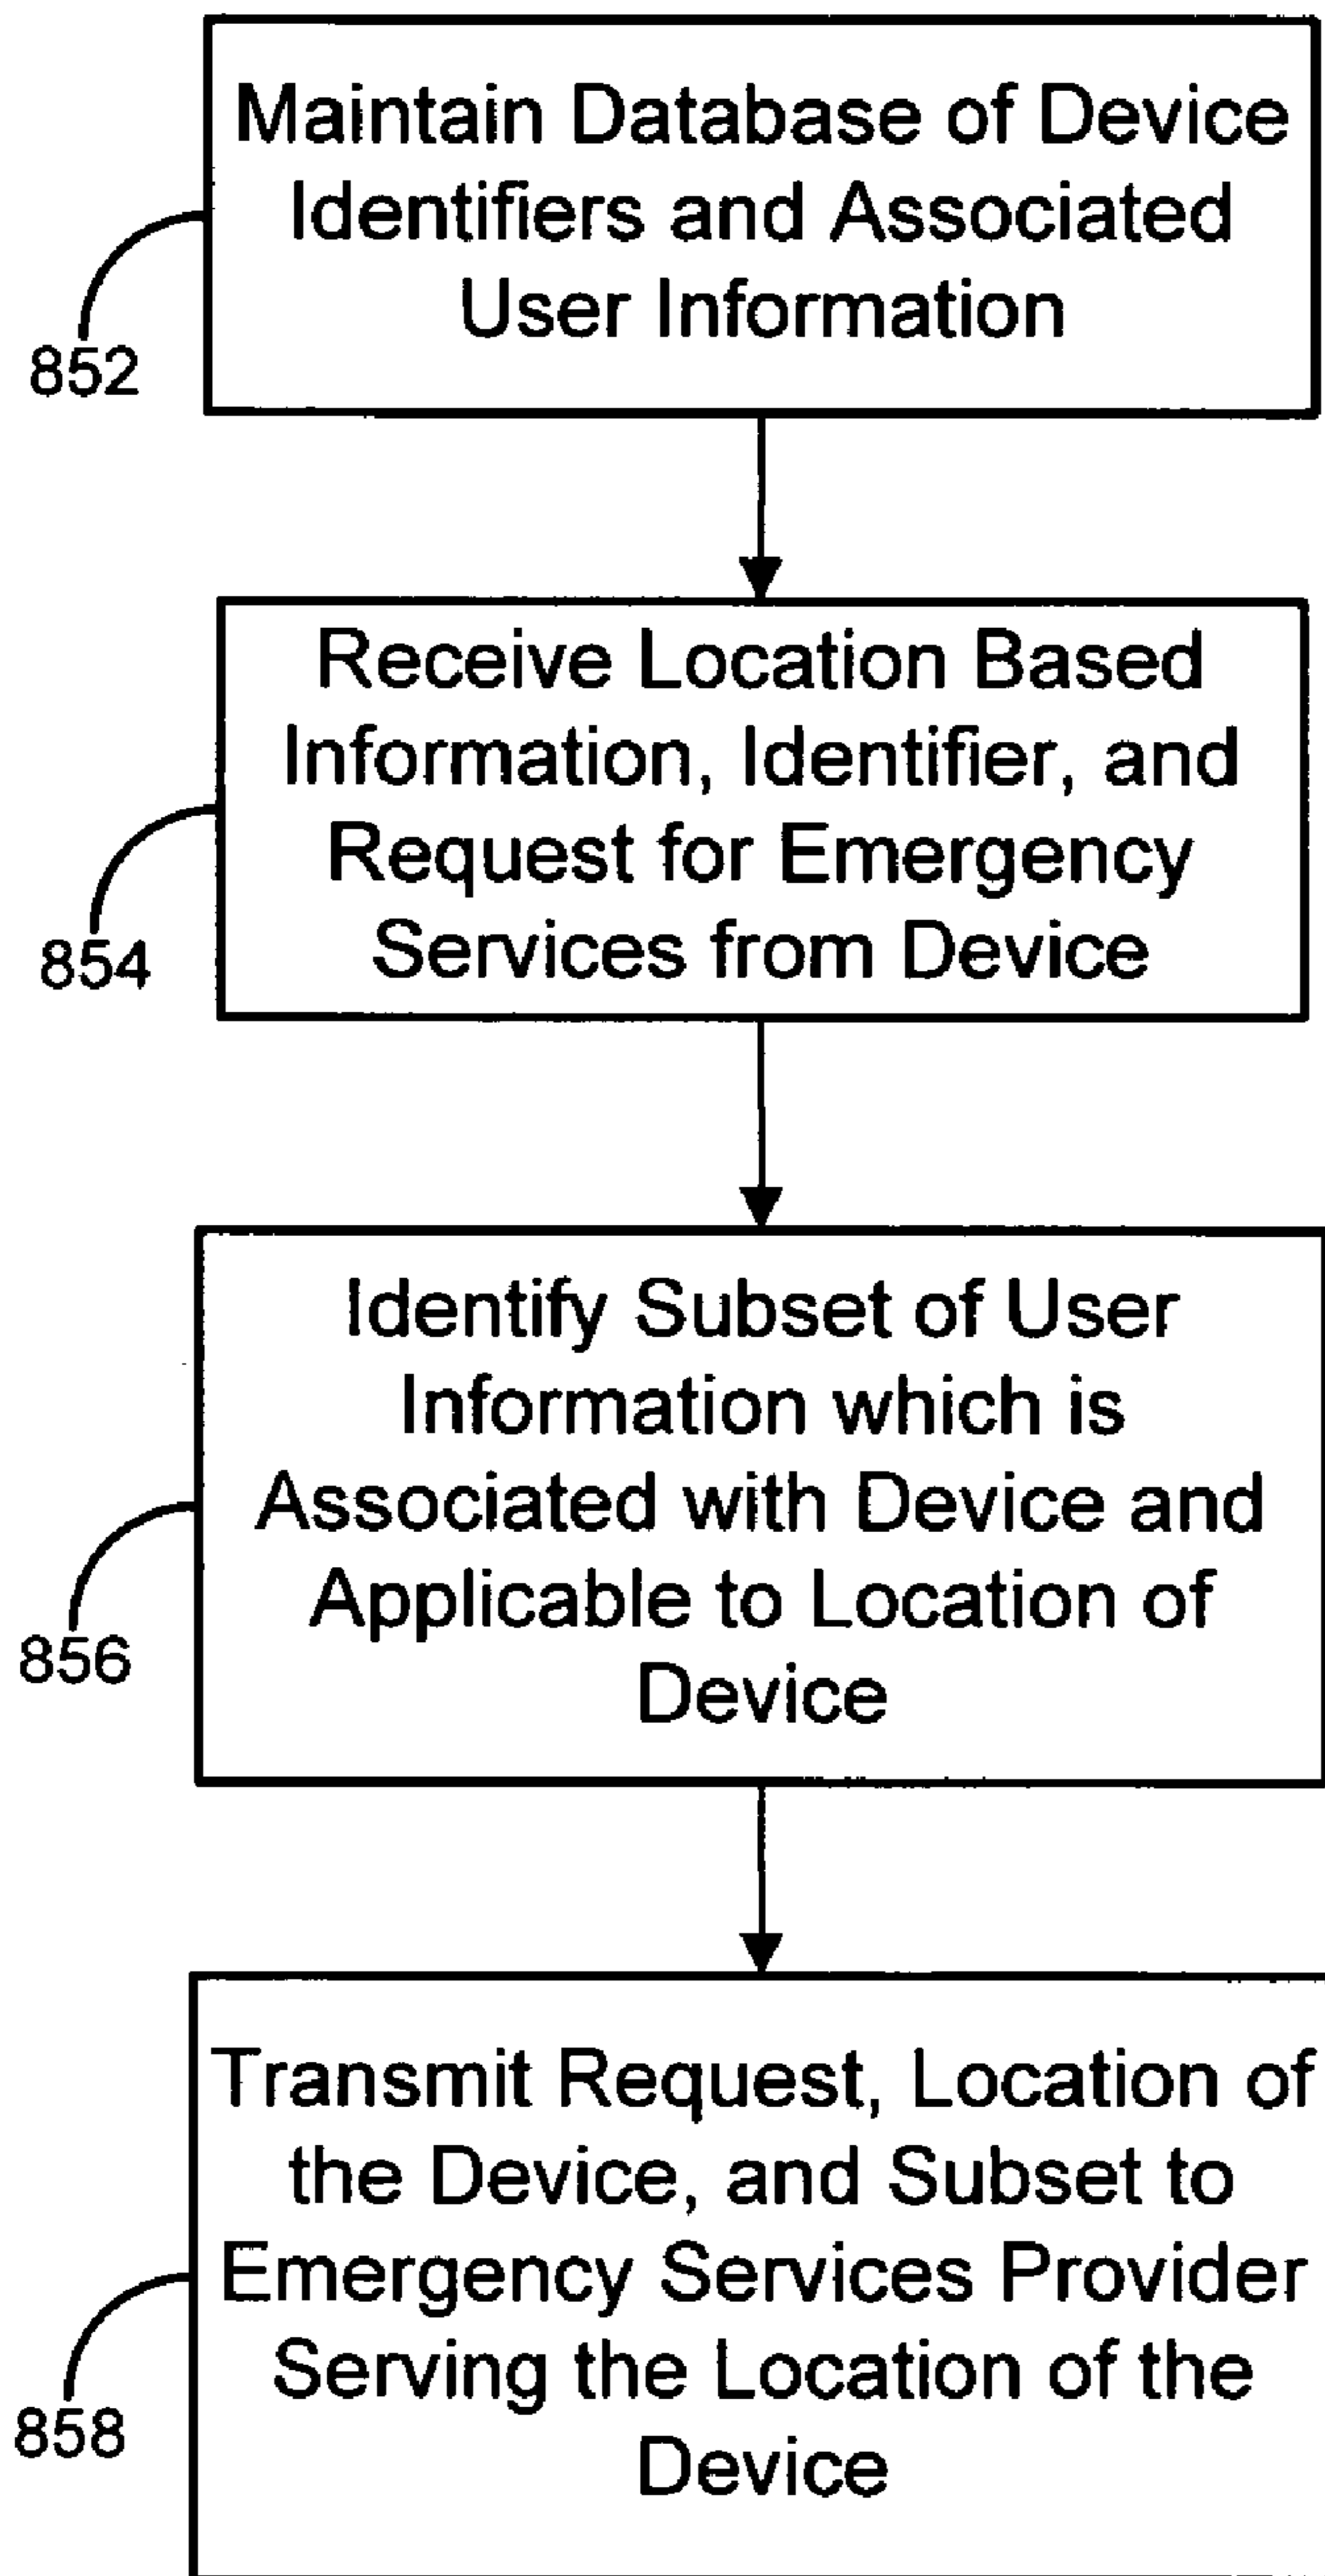 Maintain Database of Device
Identifiers and Associated
User Information
852
Receive Location Based
Information, Identifier, and
Request for Emergency
Services from Device
854
Identify Subset of User
Information which is
Associated with Device and
Applicable to Location of
Device
856
Transmit Request, Location of
the Device, and Subset to
Emergency Services Provider
Serving the Location of the
Device
858